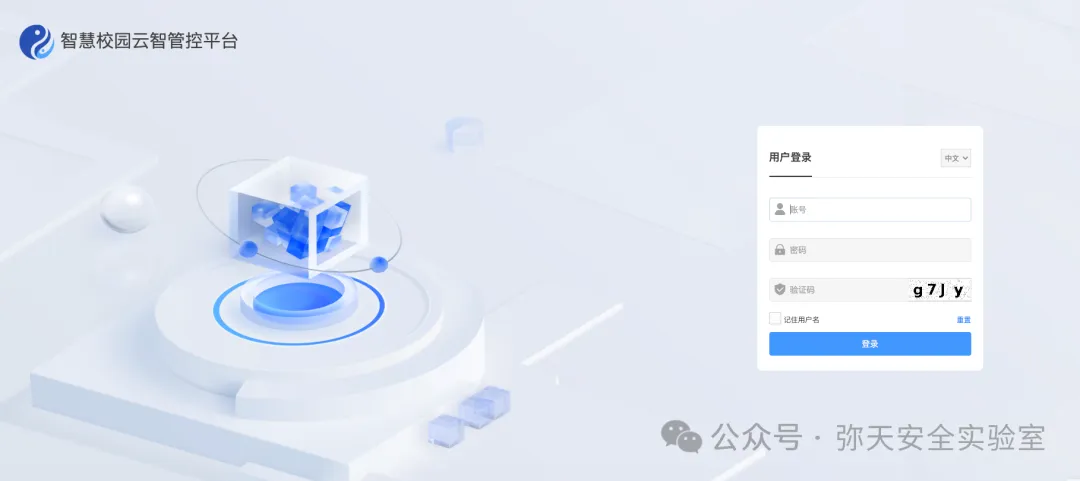 智慧校园云智管控平台
用户登录
中文
账号
密码
验证码
g7Jy
记住用户名
重置
登录
公众号 · 弥天安全实验室